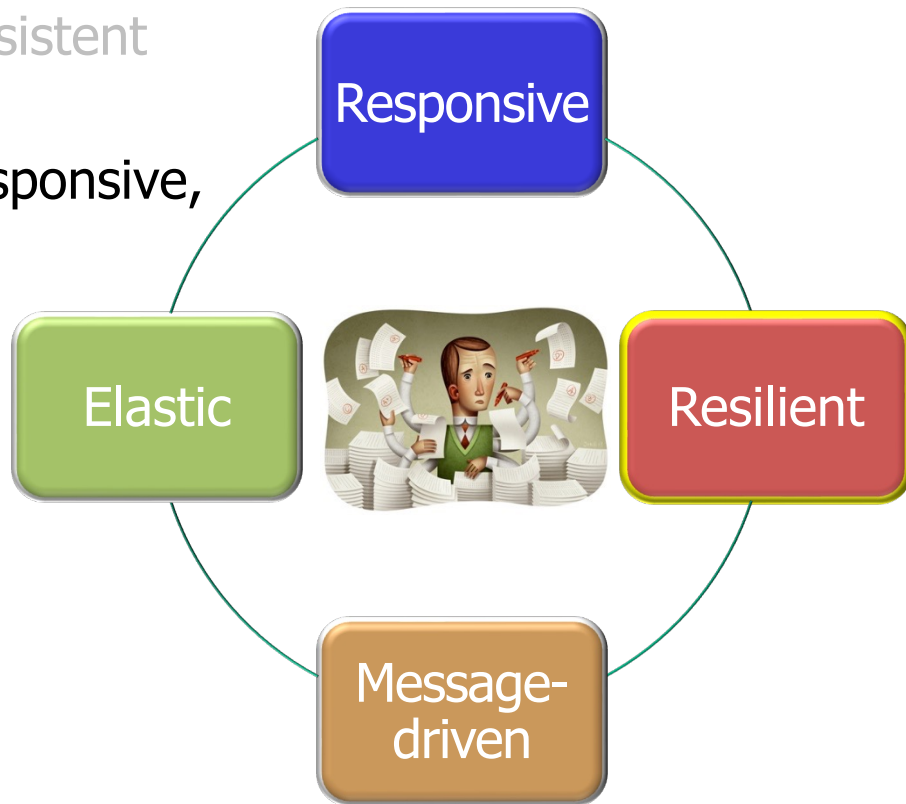 sistent
Responsive
sponsive,
Elastic
Resilient
Message-
driven